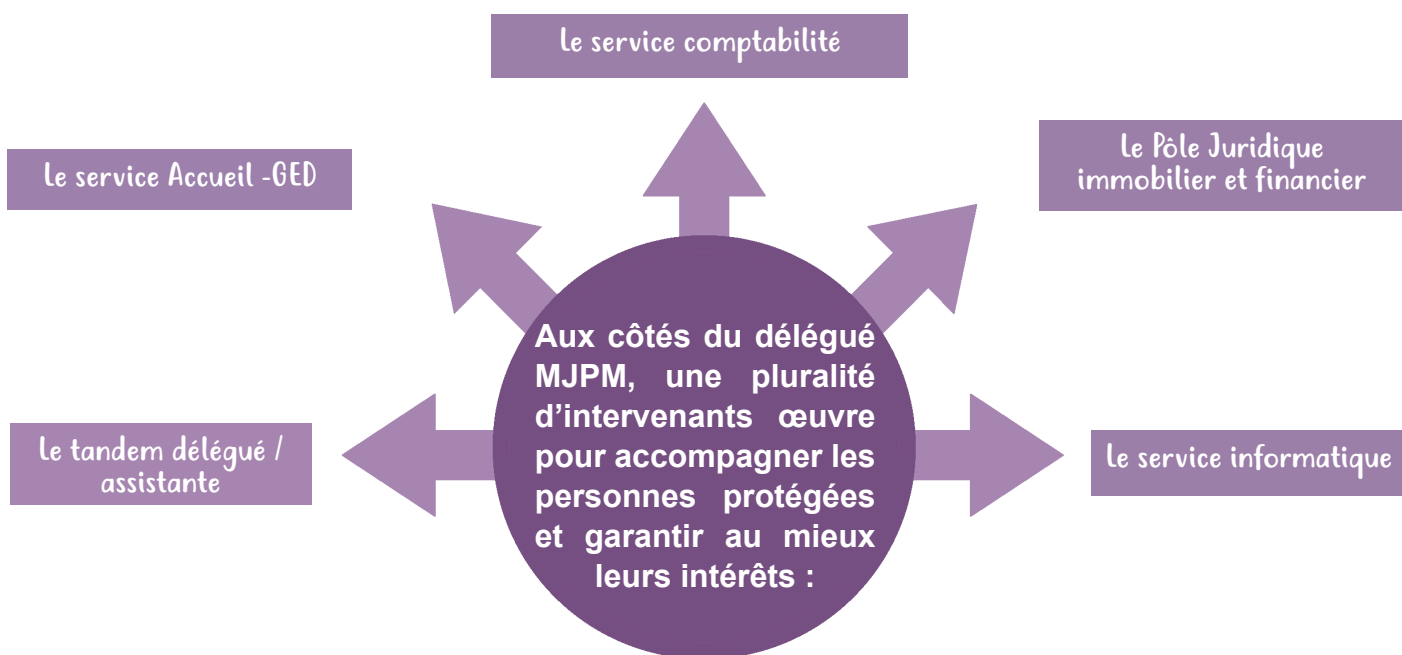 Le service comptabilité
Le Pôle Juridique
immobilier et financier
Le service Accueil -GED
Aux côtés du délégué
MJPM, une pluralité
d'intervenants œuvre
pour accompagner les
personnes protégées
et garantir au mieux
leurs intérêts :
Le tandem délégué /
assistante
Le service informatique